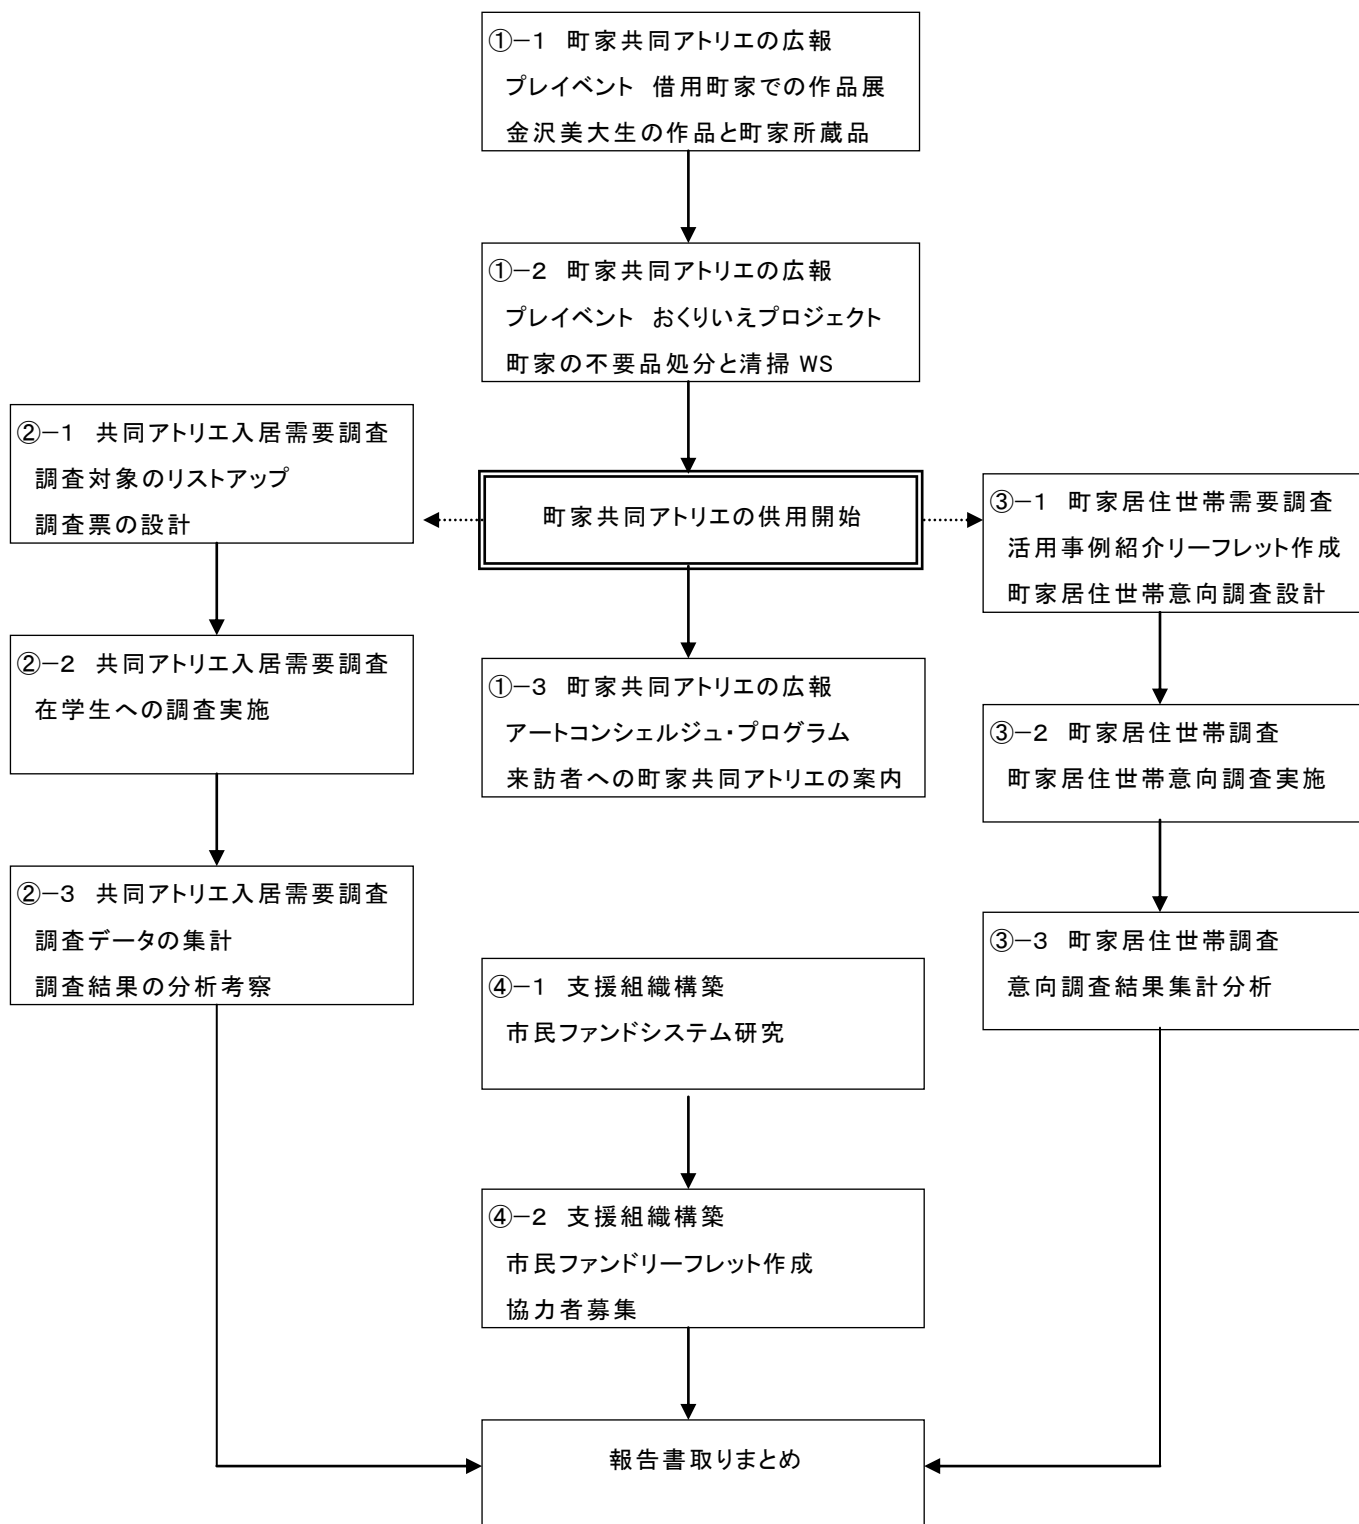 ①−1 町家共同アトリエの広報
プレイベント 借用町家での作品展
金沢美大生の作品と町家所蔵品
①−2 町家共同アトリエの広報
プレイベント おくりいえプロジェクト
町家の不要品処分と清掃 WS
町家共同アトリエの供用開始
①−3 町家共同アトリエの広報
アートコンシェルジュ・プログラム
来訪者への町家共同アトリエの案内
②−1 共同アトリエ入居需要調査
調査対象のリストアップ
調査票の設計
②−2 共同アトリエ入居需要調査
在学生への調査実施
②−3 共同アトリエ入居需要調査
調査データの集計
調査結果の分析考察
③−1 町家居住世帯需要調査
活用事例紹介リーフレット作成
町家居住世帯意向調査設計
③−2 町家居住世帯調査
町家居住世帯意向調査実施
③−3 町家居住世帯調査
意向調査結果集計分析
④−1 支援組織構築
市民ファンドシステム研究
④−2 支援組織構築
市民ファンドリーフレット作成
協力者募集
報告書取りまとめ